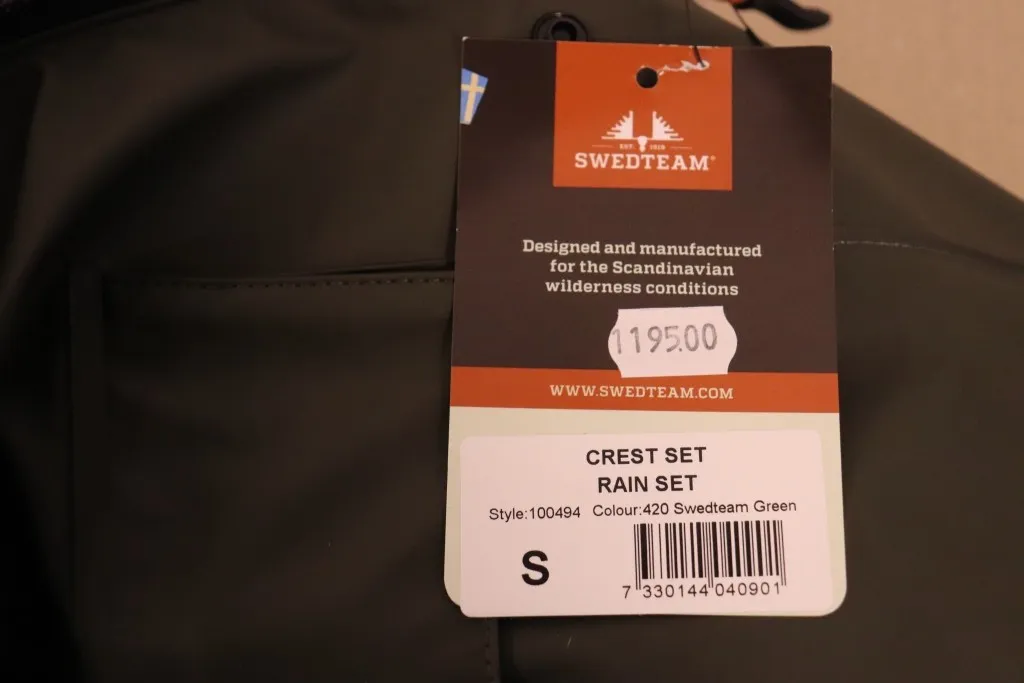 EST. 1918
SWEDTEAM®
Designed and manufactured
for the Scandinavian
wilderness conditions
1195.00
WWW.SWEDTEAM.COM
CREST SET
RAIN SET
Style:100494 Colour:420 Swedteam Green
S
7 330144 040901